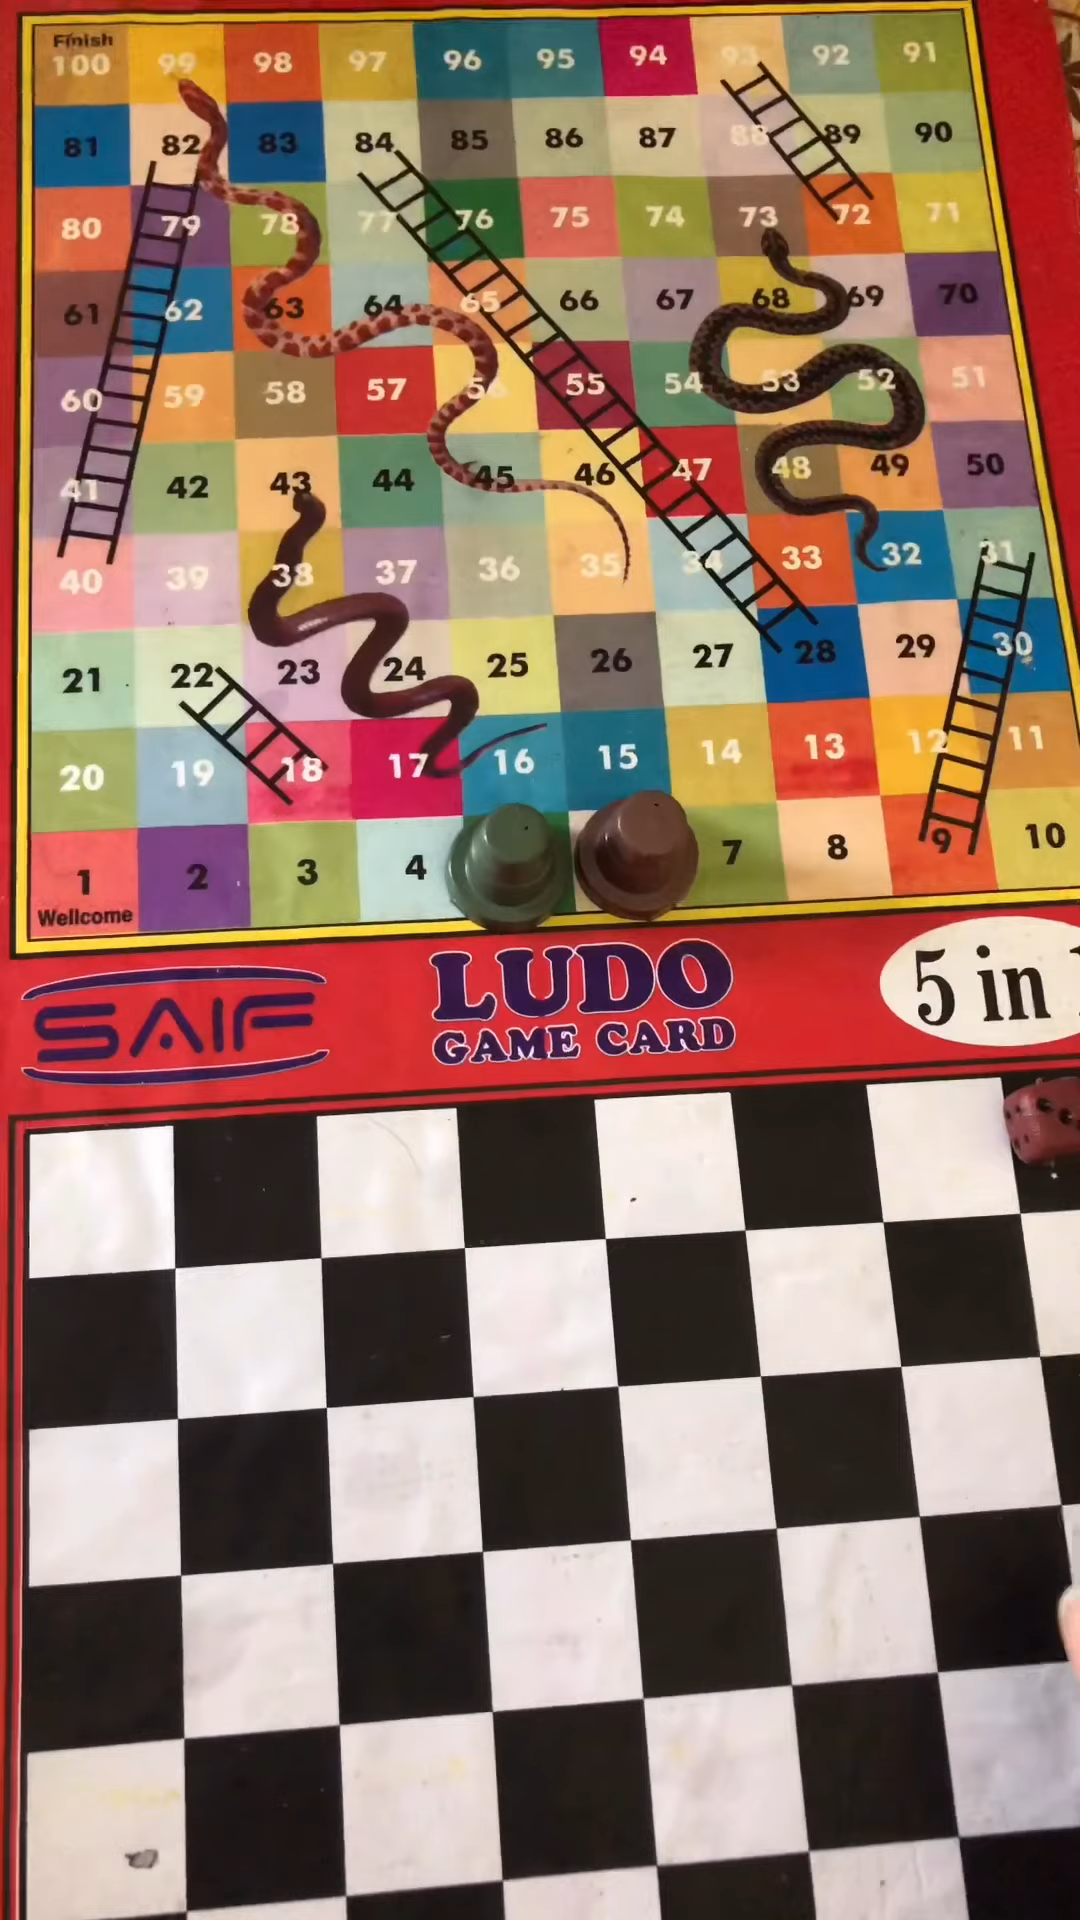 Finish
100 99 98 97 96 95 94 93 92 91
81 82 83 84 85 86 87 88 89 90
80 79 78 77 76 75 74 73 72 71
61 62 63 64 65 66 67 68 69 70
60 59 58 57 56 55 54 53 52 51
41 42 43 44 45 46 47 48 49 50
40 39 38 37 36 35 34 33 32 31
21 22 23 24 25 26 27 28 29 30
20 19 18 17 16 15 14 13 12 11
1 2 3 4 7 8 9 10
Wellcome
SAIF
LUDO
GAME CARD
5 in